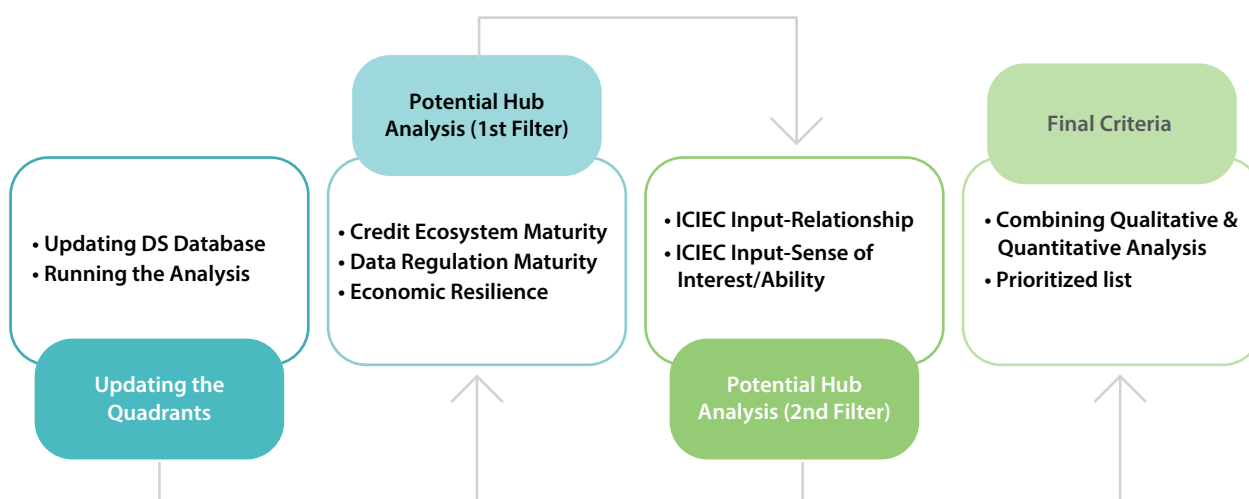 • Updating DS Database
• Running the Analysis
Updating the
Quadrants
Potential Hub
Analysis (1st Filter)
• Credit Ecosystem Maturity
• Data Regulation Maturity
• Economic Resilience
• ICIEC Input-Relationship
• ICIEC Input-Sense of
Interest/Ability
Potential Hub
Analysis (2nd Filter)
Final Criteria
• Combining Qualitative &
Quantitative Analysis
• Prioritized list